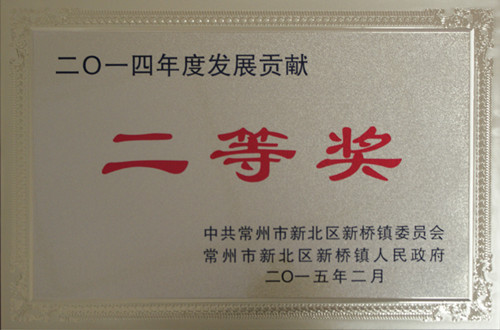 二〇一四年度发展贡献
二等奖
中共常州市新北区新桥镇委员会
常州市新北区新桥镇人民政府
二〇一五年二月